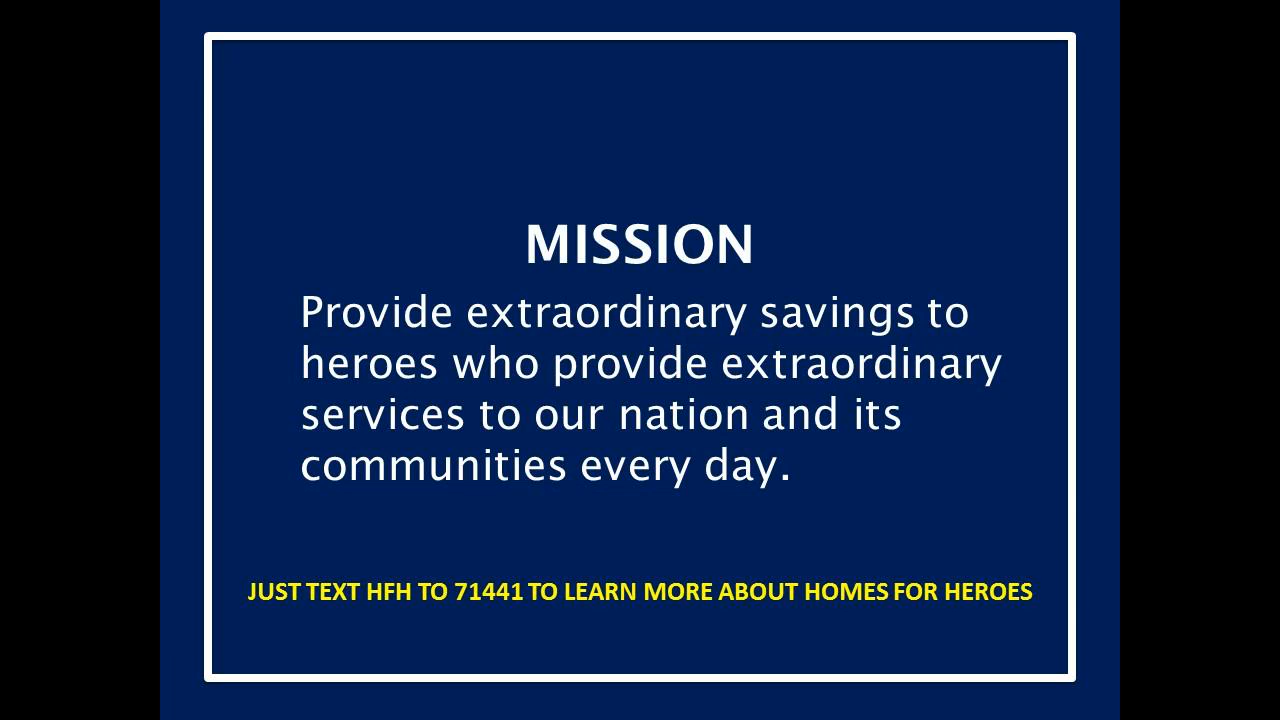 MISSION
Provide extraordinary savings to
heroes who provide extraordinary
services to our nation and its
communities every day.
JUST TEXT HFH TO 71441 TO LEARN MORE ABOUT HOMES FOR HEROES